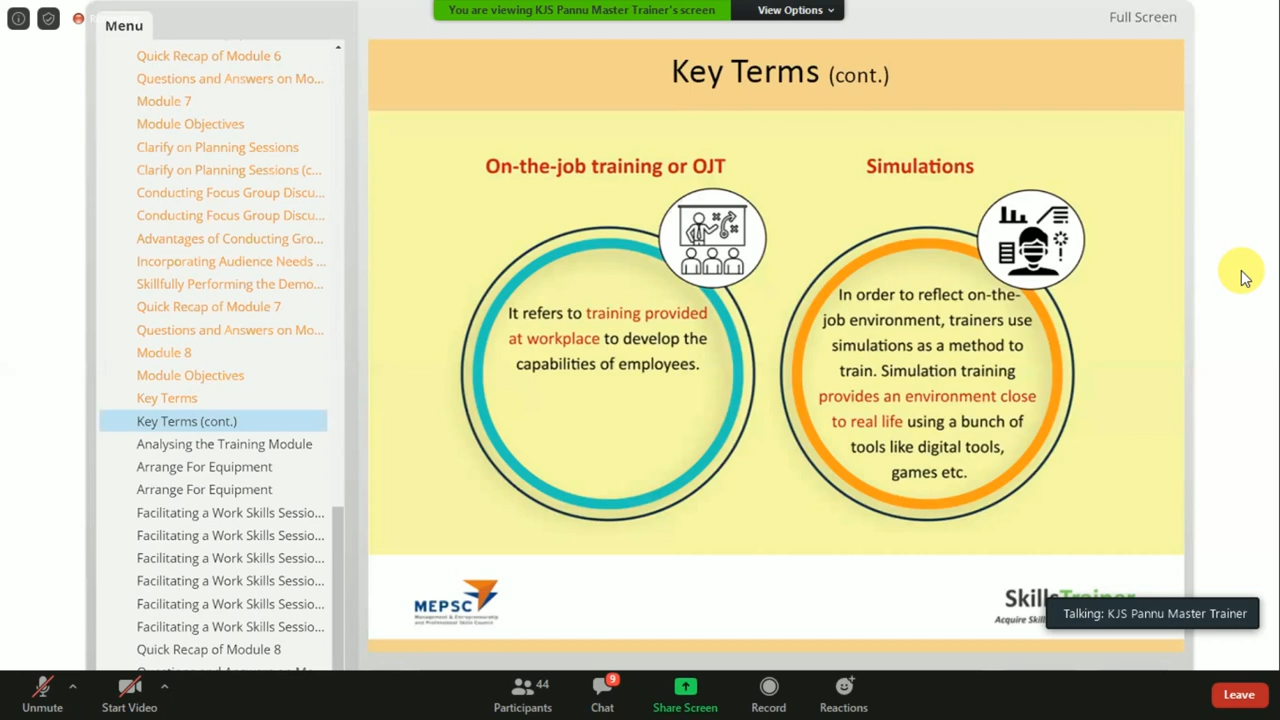 You are viewing KJS Pannu Master Trainer's screen
View Options
Menu
Full Screen
Quick Recap of Module 6
Questions and Answers on Mo...
Module 7
Module Objectives
Clarify on Planning Sessions
Clarify on Planning Sessions (c...
Conducting Focus Group Discu...
Conducting Focus Group Discu...
Advantages of Conducting Gro...
Incorporating Audience Needs ...
Skillfully Performing the Demo...
Quick Recap of Module 7
Questions and Answers on Mo...
Module 8
Module Objectives
Key Terms
Key Terms (cont.)
Analysing the Training Module
Arrange For Equipment
Arrange For Equipment
Facilitating a Work Skills Sessio...
Facilitating a Work Skills Sessio...
Facilitating a Work Skills Sessio...
Facilitating a Work Skills Sessio...
Facilitating a Work Skills Sessio...
Facilitating a Work Skills Sessio...
Quick Recap of Module 8
Key Terms (cont.)
On-the-job training or OJT
It refers to training provided
at workplace to develop the
capabilities of employees.
Simulations
In order to reflect on-the-
job environment, trainers use
simulations as a method to
train. Simulation training
provides an environment close
to real life using a bunch of
tools like digital tools,
games etc.
MEPSC
Management & Entrepreneurship
and Professional Skills Council
SkillsTrainer
Acquire Skil
Talking: KJS Pannu Master Trainer
Unmute
Start Video
44
Participants
9
Chat
Share Screen
Record
Reactions
Leave